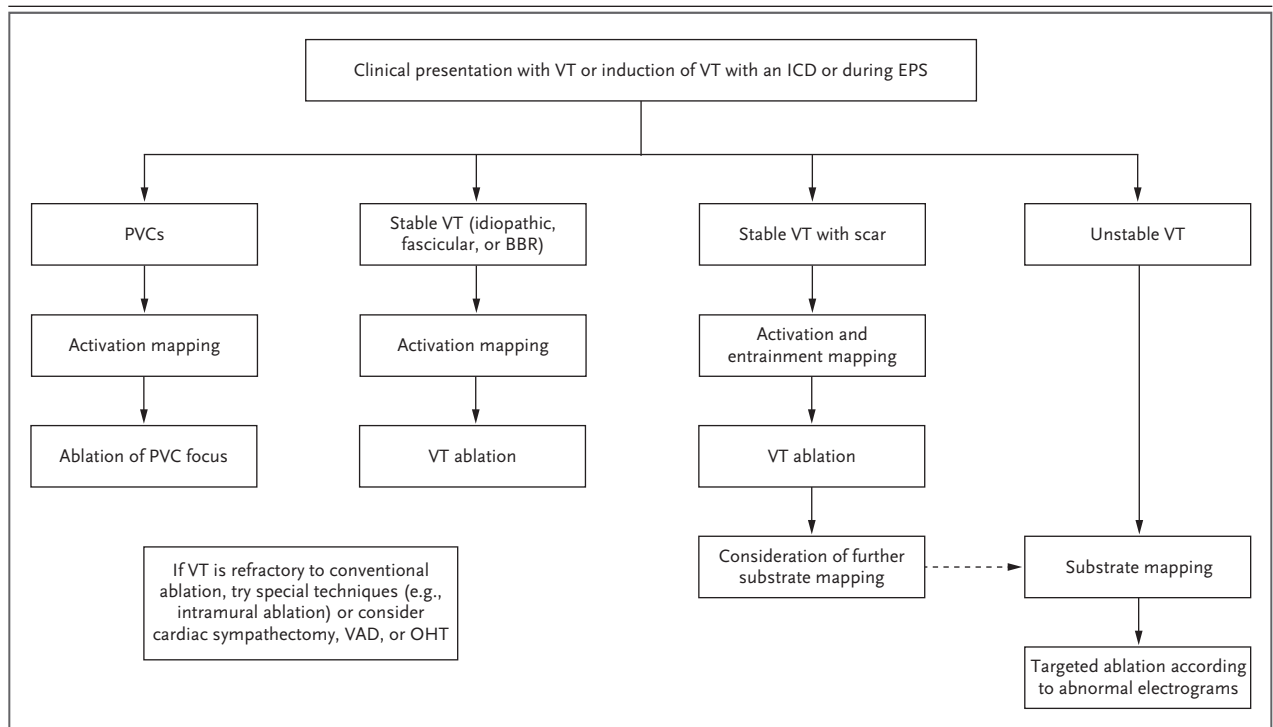 Clinical presentation with VT or induction of VT with an ICD or during EPS
PVCs
Stable VT (idiopathic,
fascicular, or BBR)
Stable VT with scar
Unstable VT
Activation mapping
Activation mapping
Activation and
entrainment mapping
Ablation of PVC focus
VT ablation
VT ablation
If VT is refractory to conventional
ablation, try special techniques (e.g.,
intramural ablation) or consider
cardiac sympathectomy, VAD, or OHT
Consideration of further
substrate mapping
Substrate mapping
Targeted ablation according
to abnormal electrograms